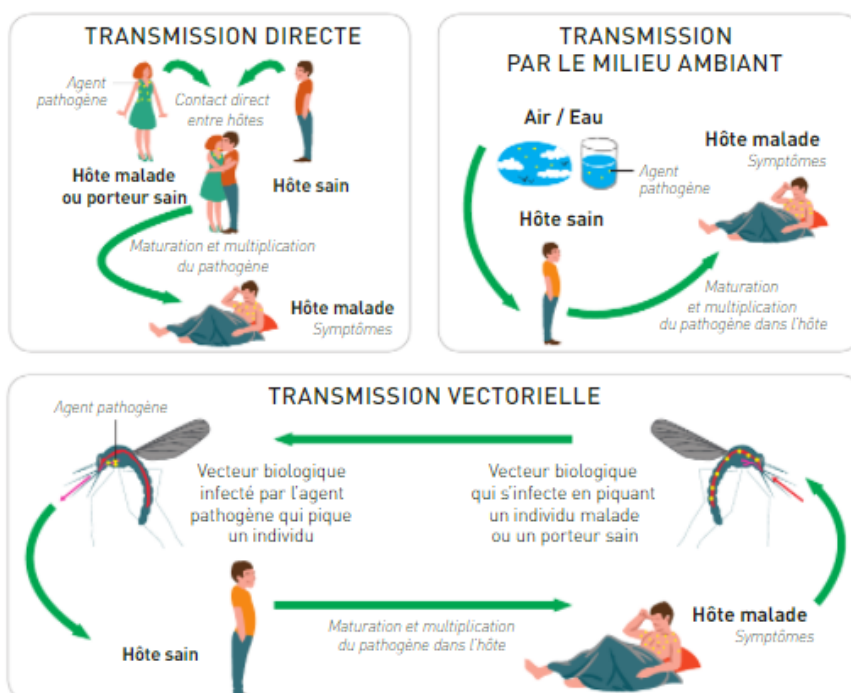 TRANSMISSION DIRECTE
Agent
pathogène
Contact direct
entre hôtes
Hôte malade
ou porteur sain
Hôte sain
Maturation et multiplication
du pathogène
Hôte malade
Symptômes
TRANSMISSION
PAR LE MILIEU AMBIANT
Air / Eau
Agent
pathogène
Hôte malade
Symptômes
Hôte sain
Maturation
et multiplication
du pathogène dans l'hôte
TRANSMISSION VECTORIELLE
Agent pathogène
Vecteur biologique
infecté par l'agent
pathogène qui pique
un individu
Vecteur biologique
qui s'infecte en piquant
un individu malade
ou un porteur sain
Hôte sain
Maturation et multiplication
du pathogène dans l'hôte
Hôte malade
Symptômes